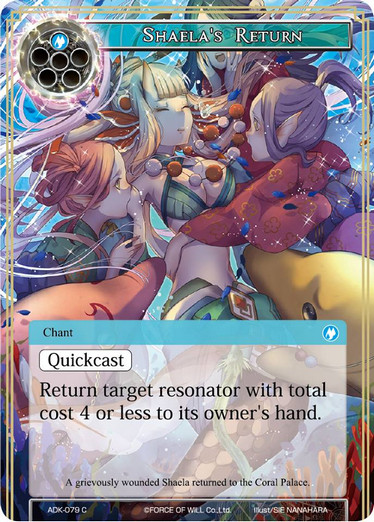 Shaela's Return
Chant
Quickcast
Return target resonator with total
cost 4 or less to its owner's hand.
A grievously wounded Shaela returned to the Coral Palace.
ADK-079 C ©FORCE OF WILL Co.,Ltd. Illust/SIE NANAHARA